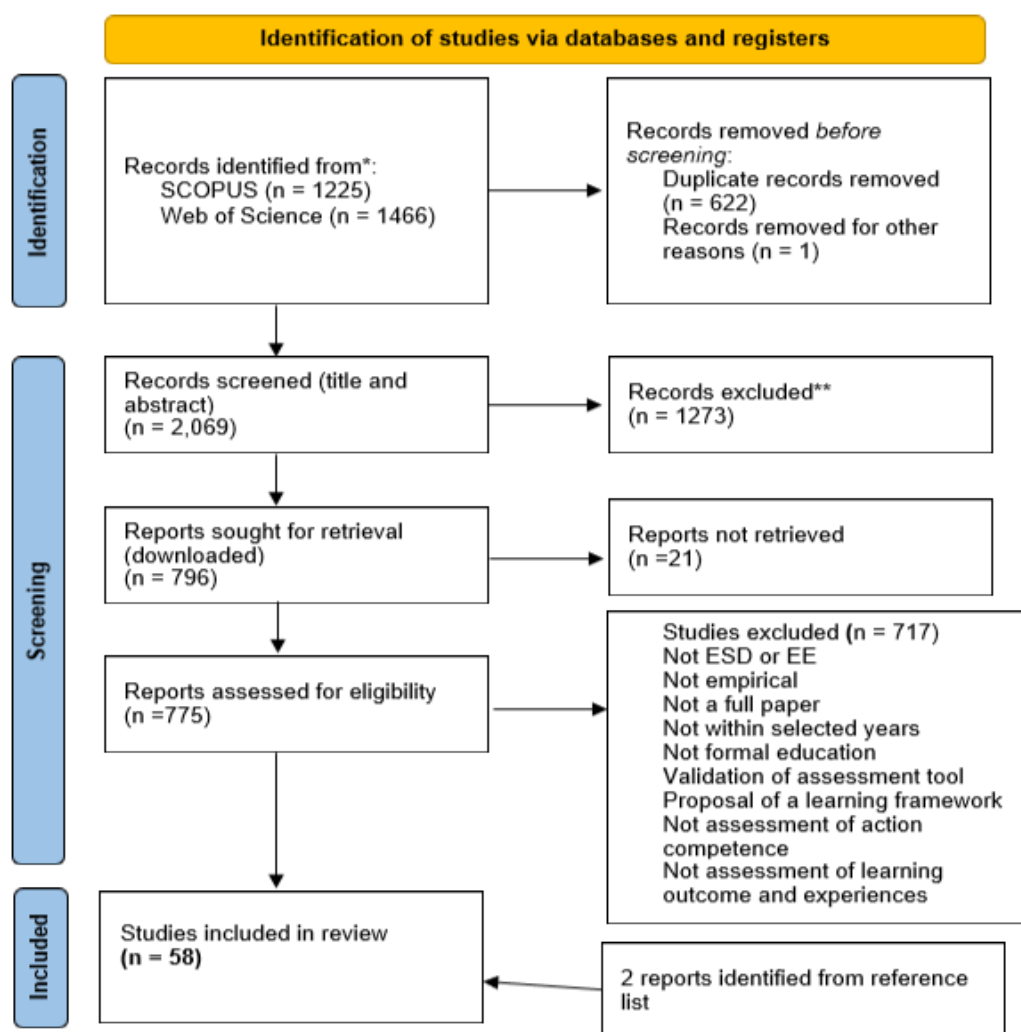 Identification of studies via databases and registers
Identification
Records identified from*:
SCOPUS (n = 1225)
Web of Science (n = 1466)
Records removed before
screening:
Duplicate records removed
(n = 622)
Records removed for other
reasons (n = 1)
Screening
Records screened (title and
abstract)
(n = 2,069)
Records excluded**
(n = 1273)
Reports sought for retrieval
(downloaded)
(n = 796)
Reports not retrieved
(n =21)
Reports assessed for eligibility
(n =775)
Studies excluded (n = 717)
Not ESD or EE
Not empirical
Not a full paper
Not within selected years
Not formal education
Validation of assessment tool
Proposal of a learning framework
Not assessment of action
competence
Not assessment of learning
outcome and experiences
Included
Studies included in review
(n = 58)
2 reports identified from reference
list